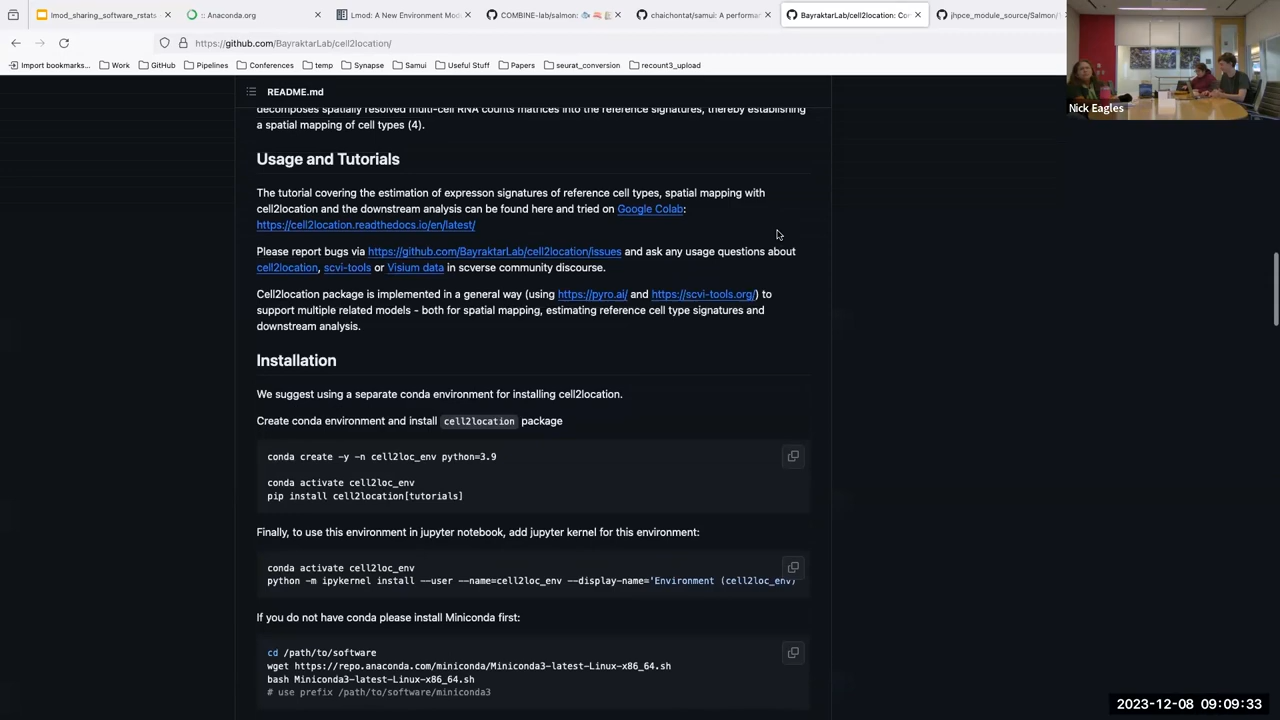 lmod_sharing_software_rstats
:: Anaconda.org
Lmod: A New Environment Mod
COMBINE-lab/salmon:
chaichontat/samui: A performan
BayraktarLab/cell2location: Co
jhpce_module_source/Salmon/1
https://github.com/BayraktarLab/cell2location/
Import bookmarks...
Work
GitHub
Pipelines
Conferences
temp
Synapse
Samui
Useful Stuff
Papers
seurat_conversion
recount3_upload
Nick Eagles
README.md
decomposes spatially resolved multi-cell RNA counts matrices into the reference signatures, thereby establishing
a spatial mapping of cell types (4).
Usage and Tutorials
The tutorial covering the estimation of expresson signatures of reference cell types, spatial mapping with
cell2location and the downstream analysis can be found here and tried on Google Colab:
https://cell2location.readthedocs.io/en/latest/
Please report bugs via https://github.com/BayraktarLab/cell2location/issues and ask any usage questions about
cell2location, scvi-tools or Visium data in scverse community discourse.
Cell2location package is implemented in a general way (using https://pyro.ai/ and https://scvi-tools.org/) to
support multiple related models - both for spatial mapping, estimating reference cell type signatures and
downstream analysis.
Installation
We suggest using a separate conda environment for installing cell2location.
Create conda environment and install cell2location package
conda create -y -n cell2loc_env python=3.9
conda activate cell2loc_env
pip install cell2location[tutorials]
Finally, to use this environment in jupyter notebook, add jupyter kernel for this environment:
conda activate cell2loc_env
python -m ipykernel install --user --name=cell2loc_env --display-name='Environment (cell2loc_env)
If you do not have conda please install Miniconda first:
cd /path/to/software
wget https://repo.anaconda.com/miniconda/Miniconda3-latest-Linux-x86_64.sh
bash Miniconda3-latest-Linux-x86_64.sh
# use prefix /path/to/software/miniconda3
2023-12-08 09:09:33